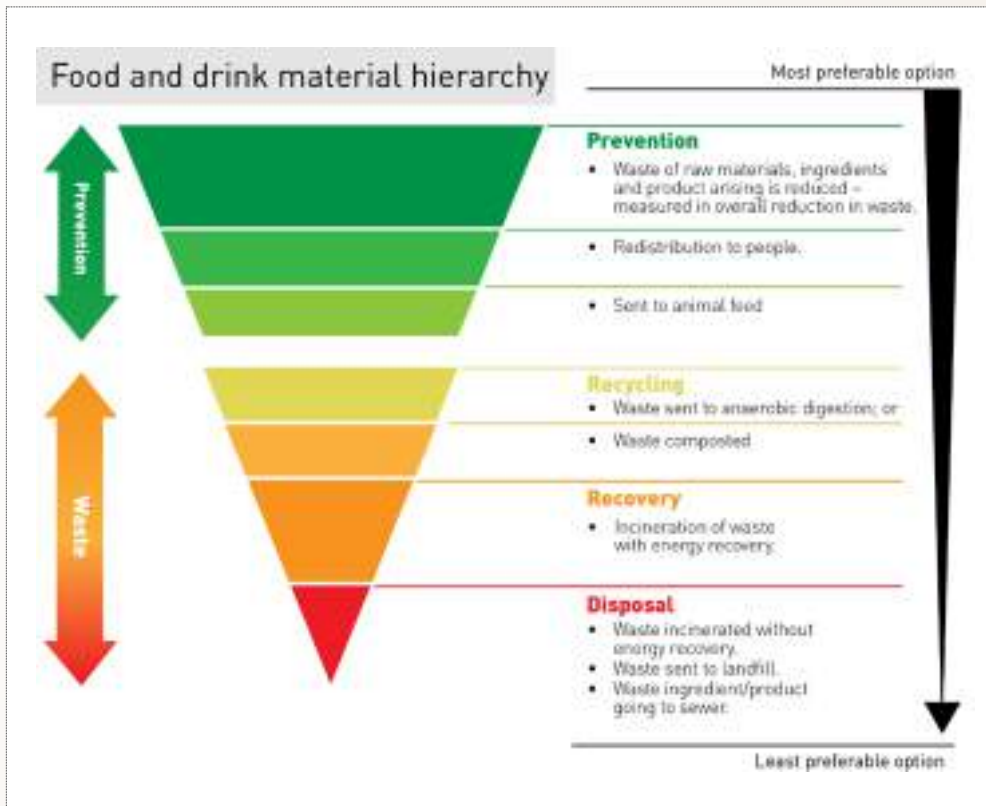 Food and drink material hierarchy
Most preferable option
Prevention
Prevention
• Waste of raw materials, ingredients
and product arising is reduced –
measured in overall reduction in waste.
• Redistribution to people.
• Sent to animal feed
Waste
Recycling
• Waste sent to anaerobic digestion; or
• Waste composted
Recovery
• Incineration of waste
with energy recovery.
Disposal
• Waste incinerated without
energy recovery.
• Waste sent to landfill.
• Waste ingredient/product
going to sewer.
Least preferable option